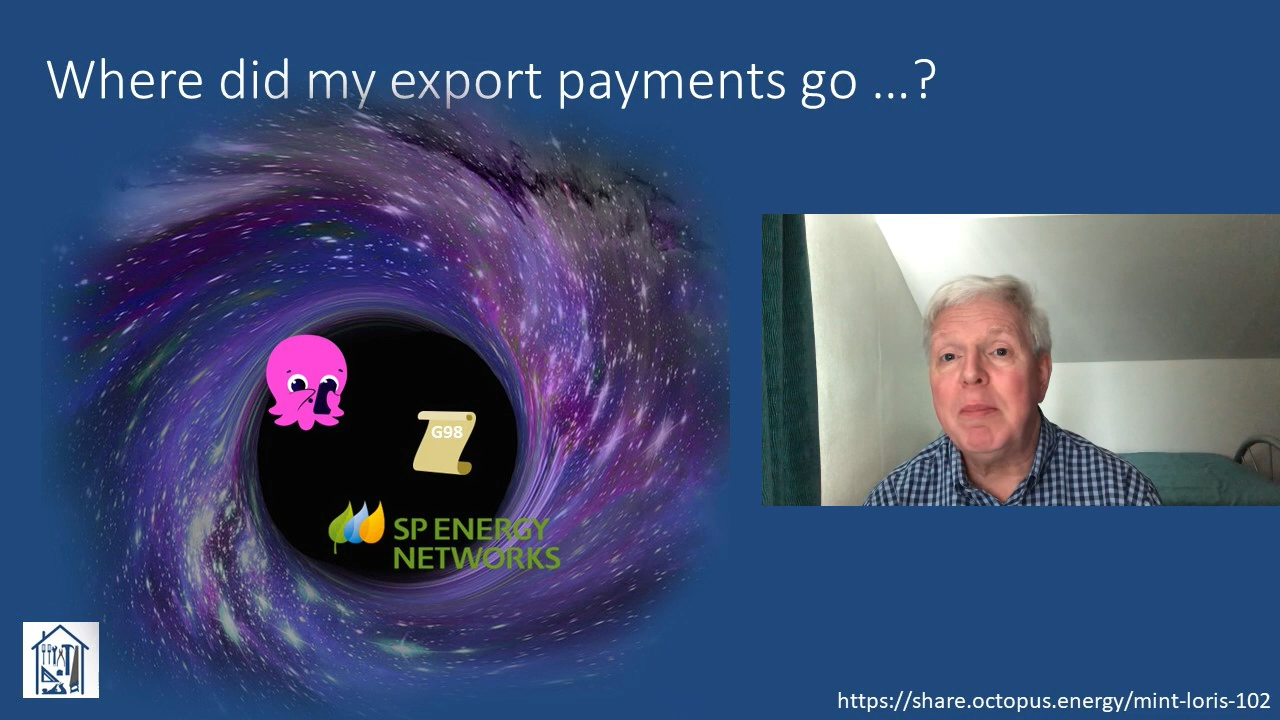 Where did my export payments go ...?
G98
SP ENERGY
NETWORKS
https://share.octopus.energy/mint-loris-102